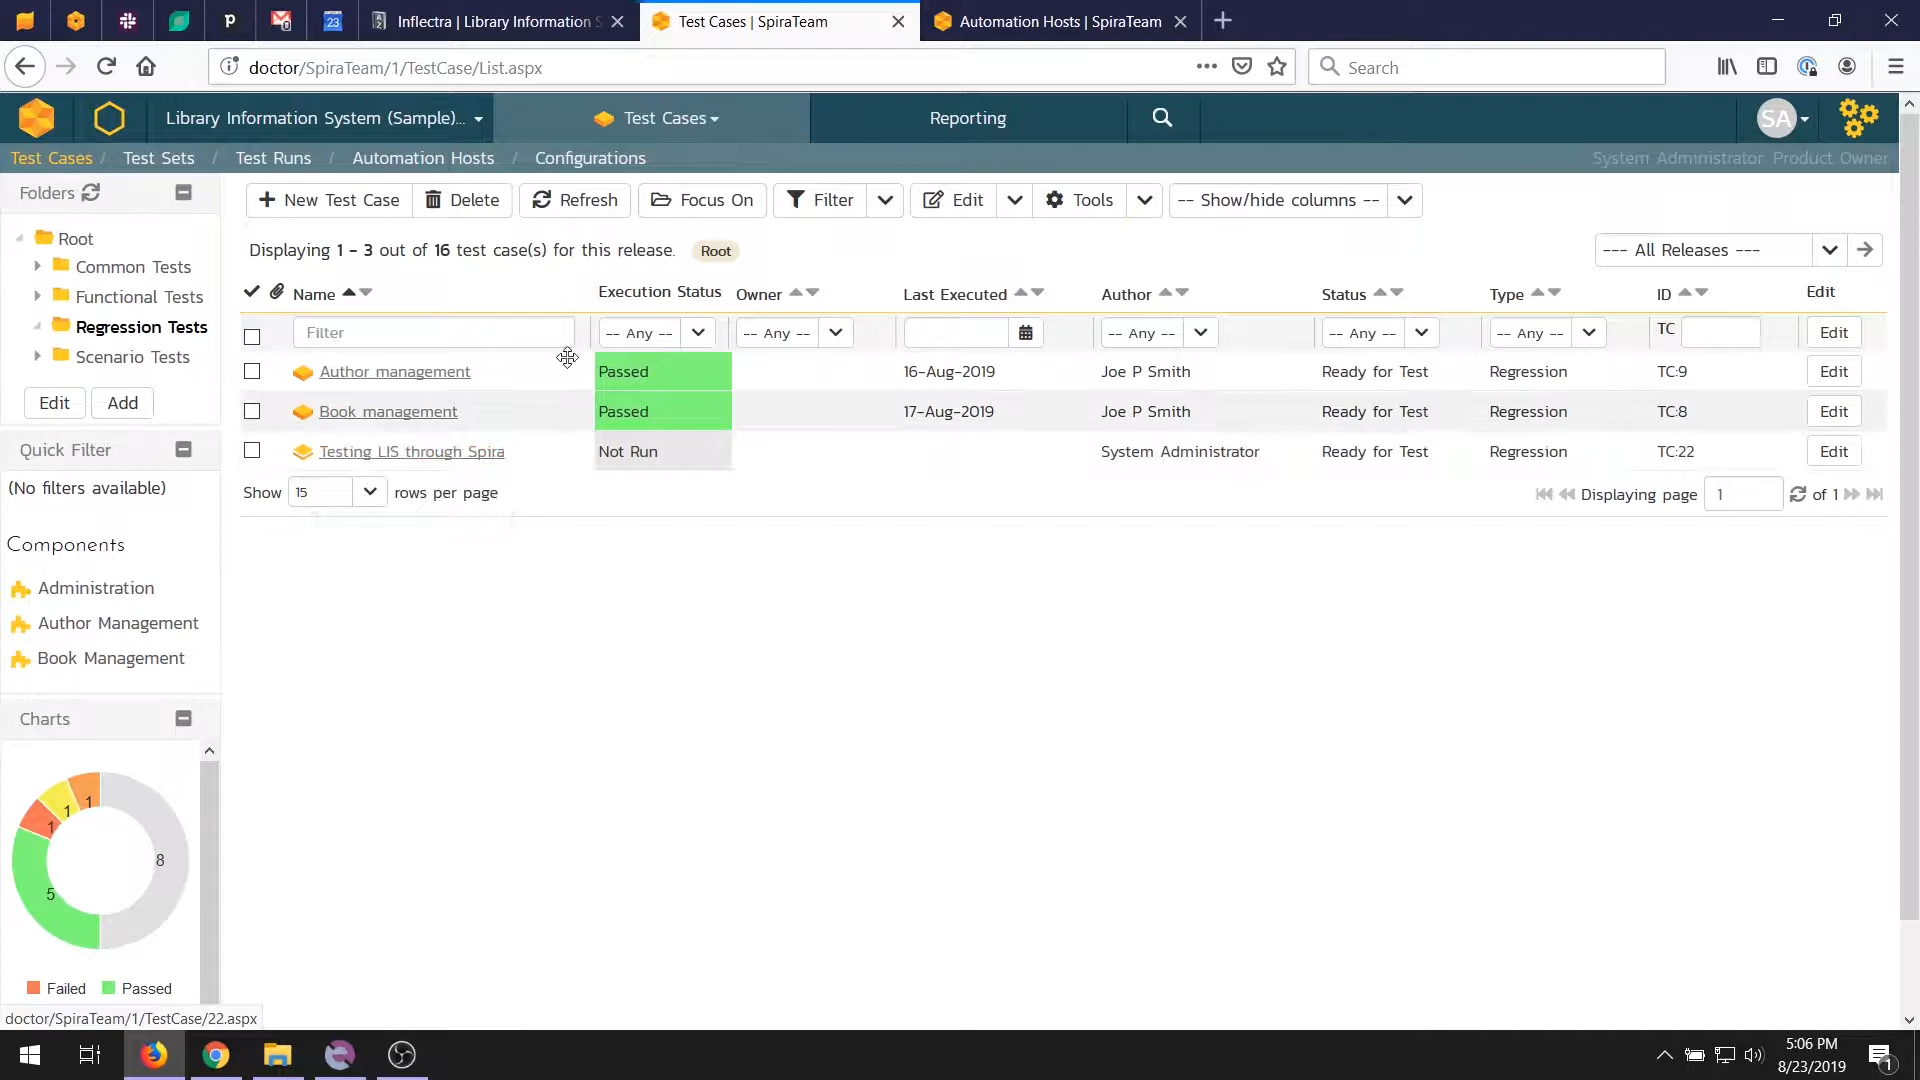 Inflectra | Library Information S
Test Cases | SpiraTeam
Automation Hosts | SpiraTeam
23
doctor/SpiraTeam/1/TestCase/List.aspx
Search
Library Information System (Sample)...
Test Cases
Reporting
SA
Test Cases / Test Sets / Test Runs / Automation Hosts / Configurations
System Administrator Product Owner
Folders
Root
Common Tests
Functional Tests
Regression Tests
Scenario Tests
Edit Add
Quick Filter
(No filters available)
Components
Administration
Author Management
Book Management
Charts
1 1 1
8
5
Failed Passed
New Test Case Delete Refresh Focus On Filter Edit Tools -- Show/hide columns --
Displaying 1 - 3 out of 16 test case(s) for this release. Root
--- All Releases ---
Name Execution Status Owner Last Executed Author Status Type ID Edit
Filter -- Any -- -- Any -- -- Any -- -- Any -- -- Any -- TC Edit
Author management Passed 16-Aug-2019 Joe P Smith Ready for Test Regression TC:9 Edit
Book management Passed 17-Aug-2019 Joe P Smith Ready for Test Regression TC:8 Edit
Testing LIS through Spira Not Run System Administrator Ready for Test Regression TC:22 Edit
Show 15 rows per page
Displaying page 1 of 1
doctor/SpiraTeam/1/TestCase/22.aspx
5:06 PM
8/23/2019
1